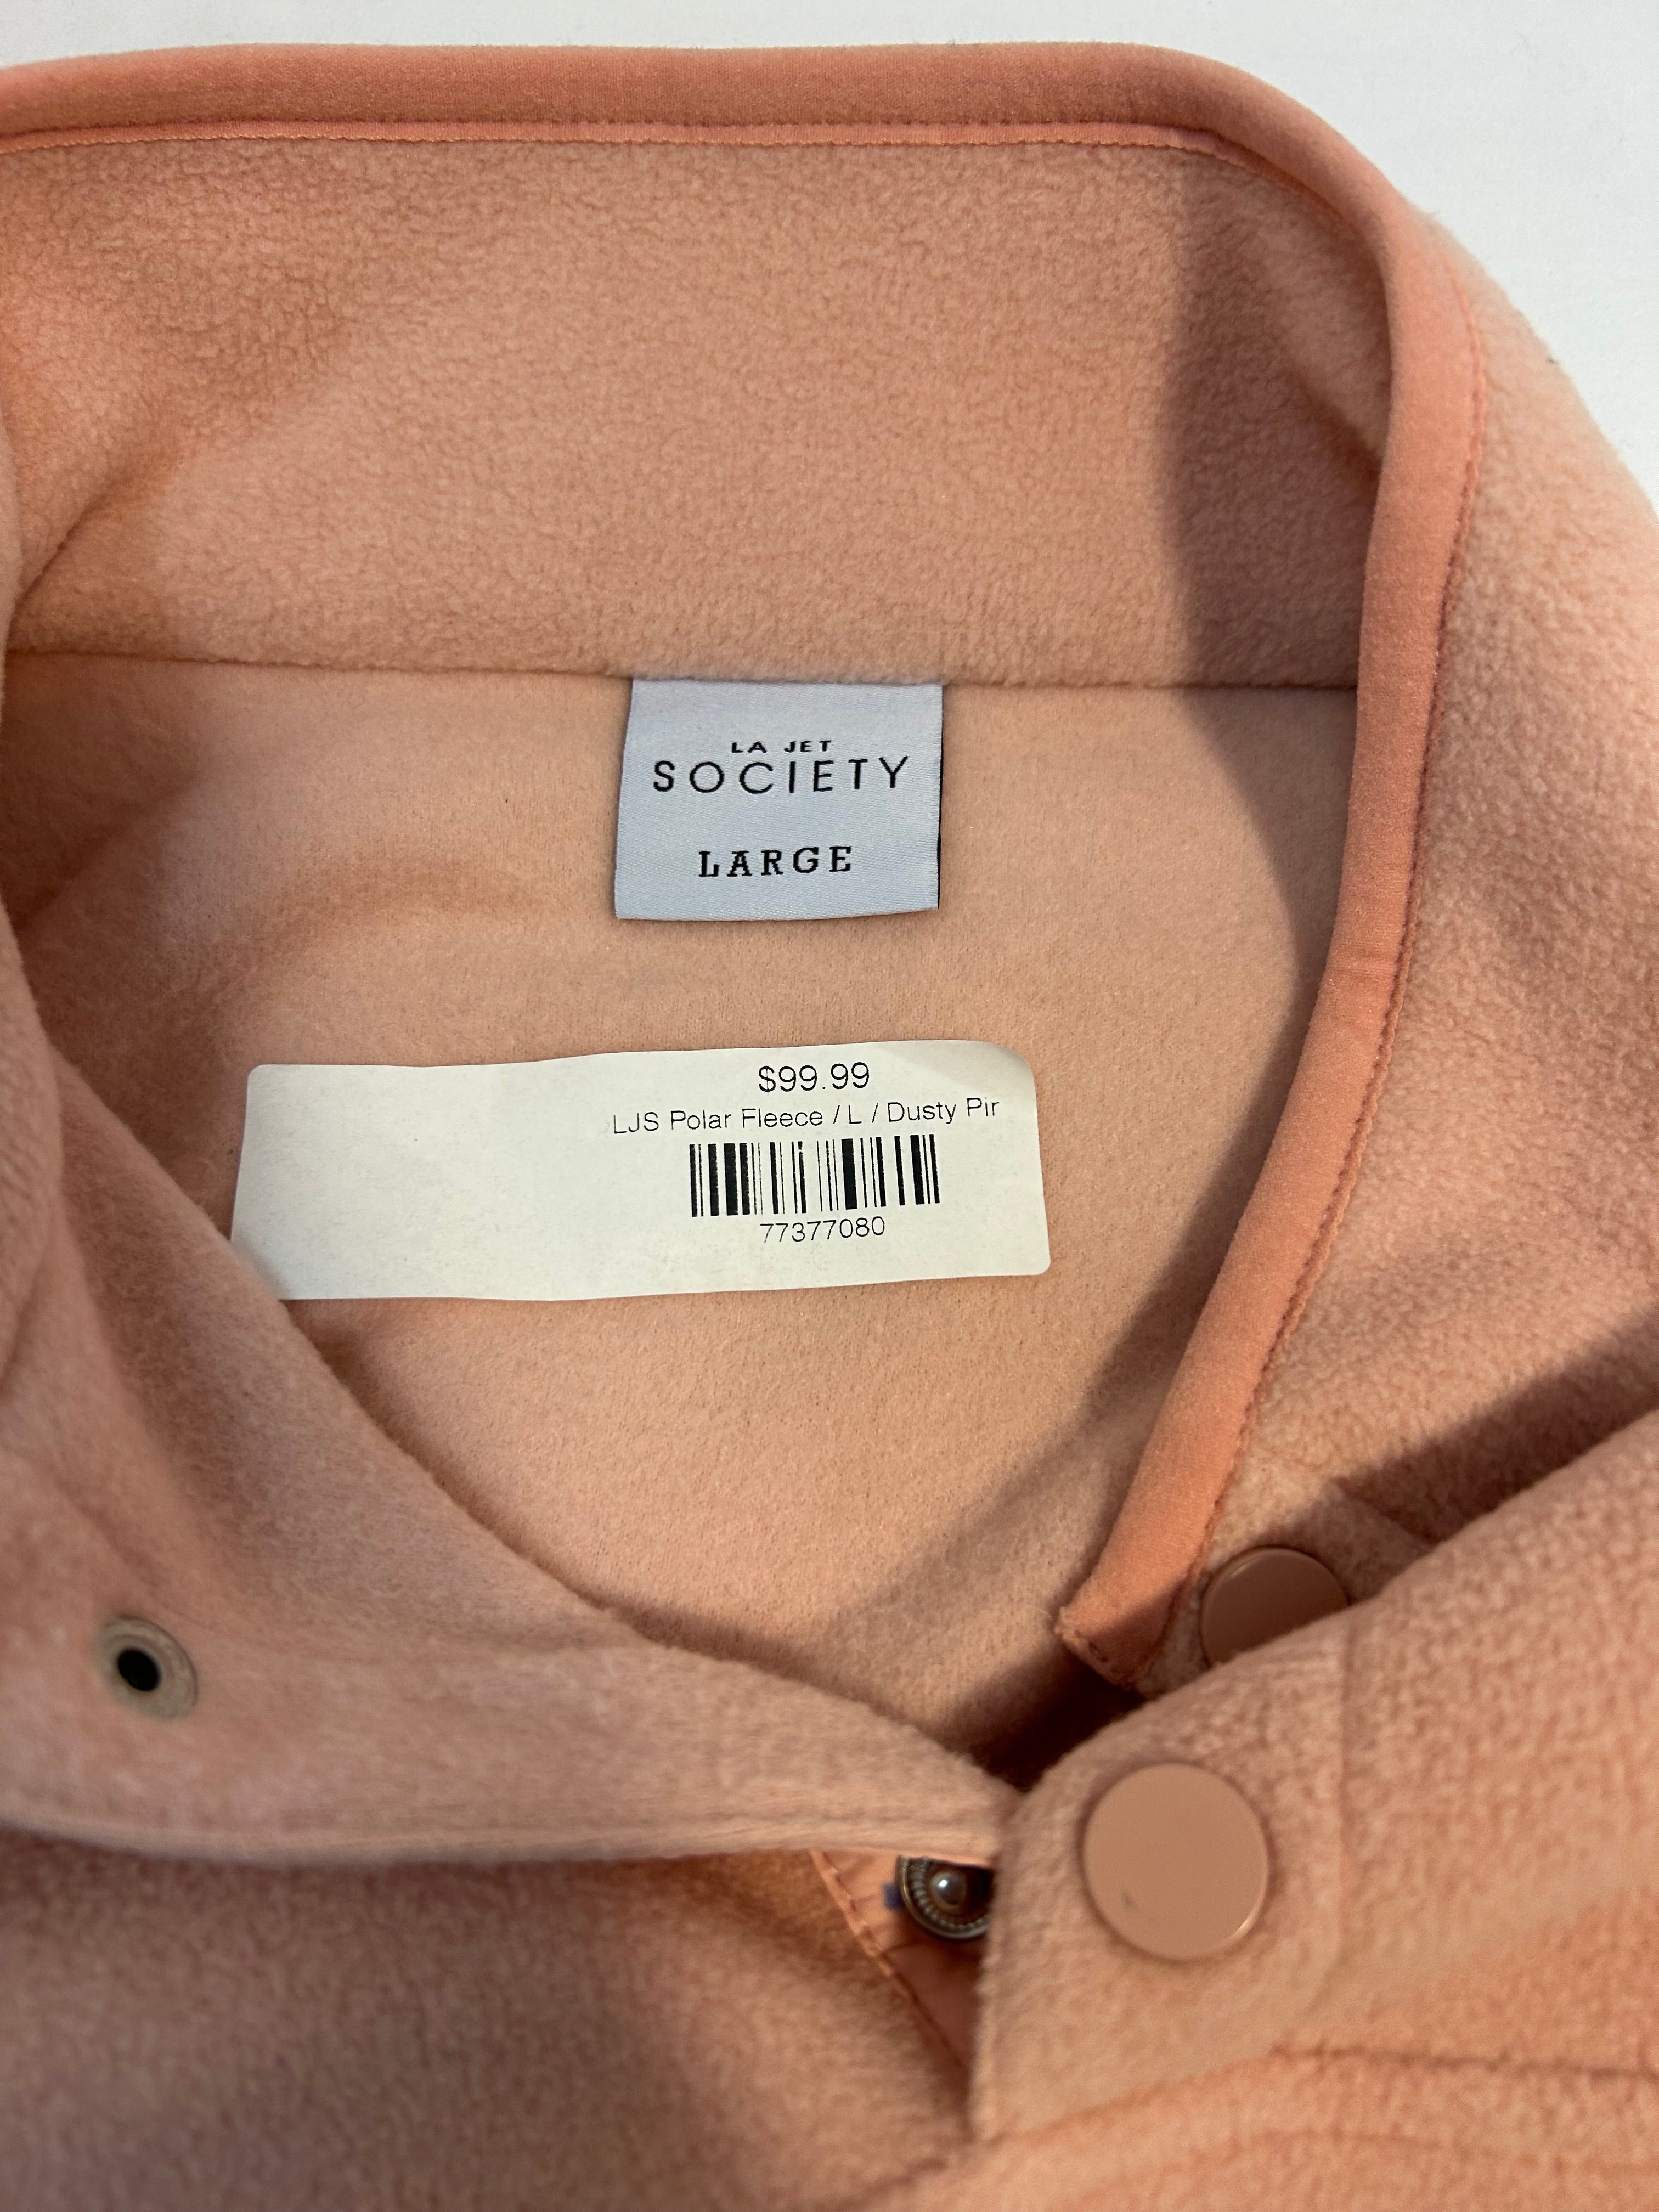 LA JET
SOCIETY
LARGE
$99.99
LJS Polar Fleece / L / Dusty Pir
77377080